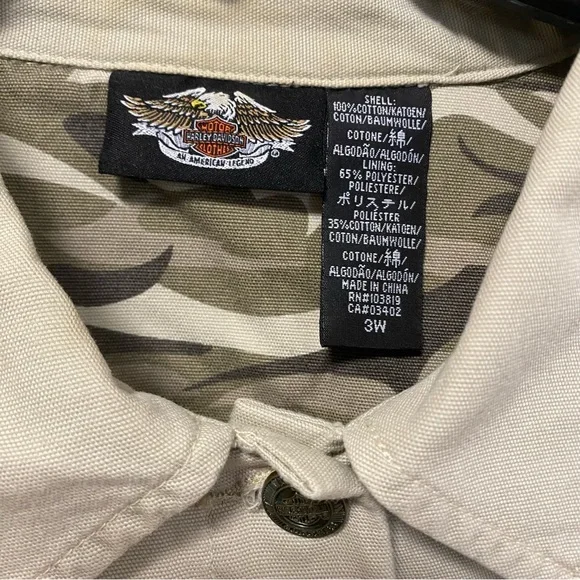 MOTOR
HARLEY-DAVIDSON
CLOTHES
AN AMERICAN LEGEND
®
SHELL:
100%COTTON/KATOEN/
COTON/BAUMWOLLE/
COTONE/綿/
ALGODÃO/ALGODÓN/
LINING:
65% POLYESTER/
POLIESTERE/
ポリステル/
POLIÉSTER
35%COTTON/KATOEN/
COTON/BAUMWOLLE/
COTONE/綿/
ALGODÃO/ALGODÓN/
MADE IN CHINA
RN#103819
CA#03402
3W